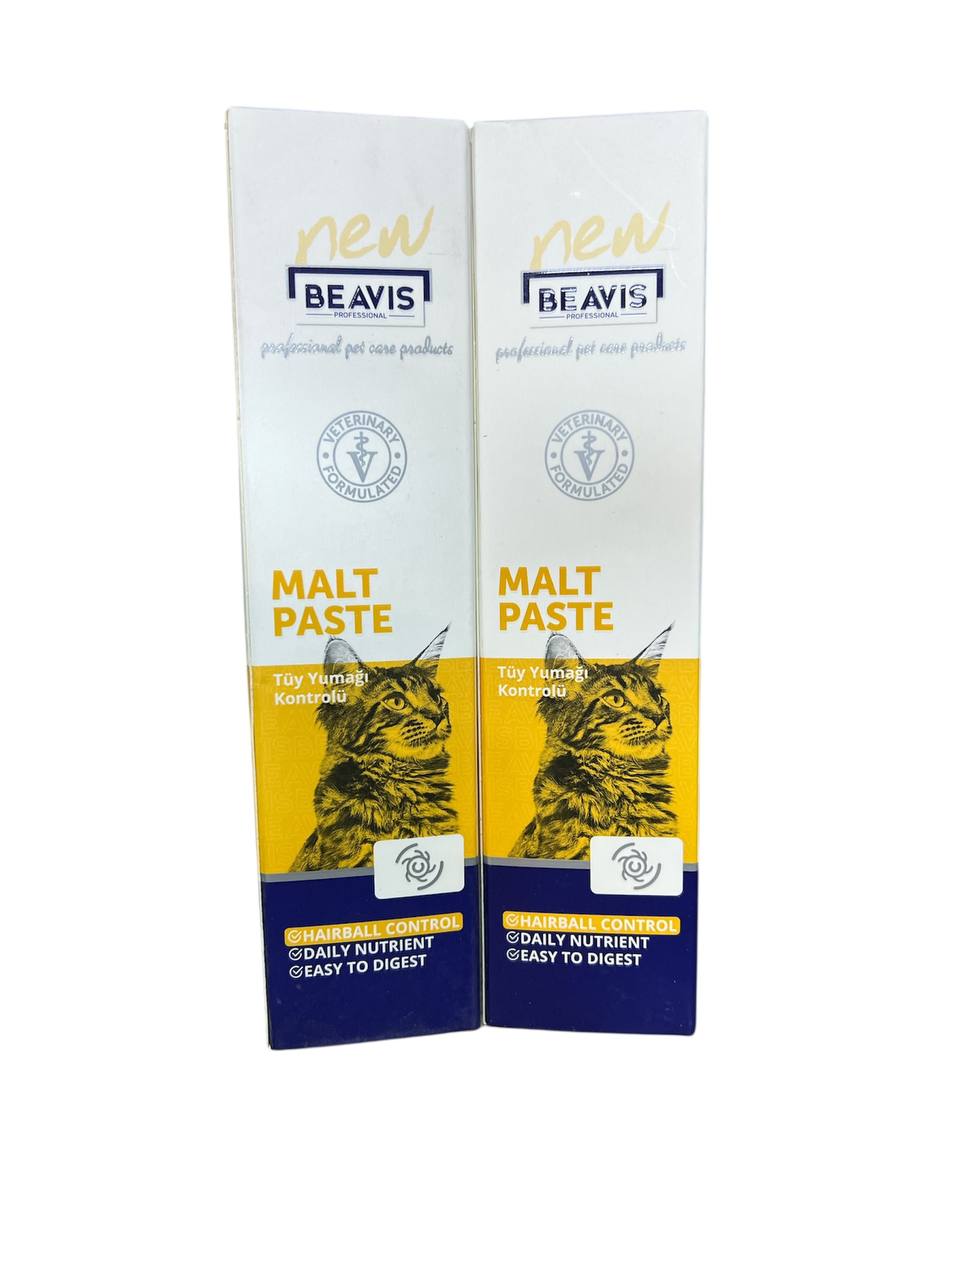 new
BEAVIS
PROFESSIONAL
professional pet care products
VETERINARY
V
FORMULATED
MALT
PASTE
Tüy Yumağı
Kontrolü
HAIRBALL CONTROL
DAILY NUTRIENT
EASY TO DIGEST
new
BEAVIS
PROFESSIONAL
professional pet care products
VETERINARY
V
FORMULATED
MALT
PASTE
Tüy Yumağı
Kontrolü
HAIRBALL CONTROL
DAILY NUTRIENT
EASY TO DIGEST